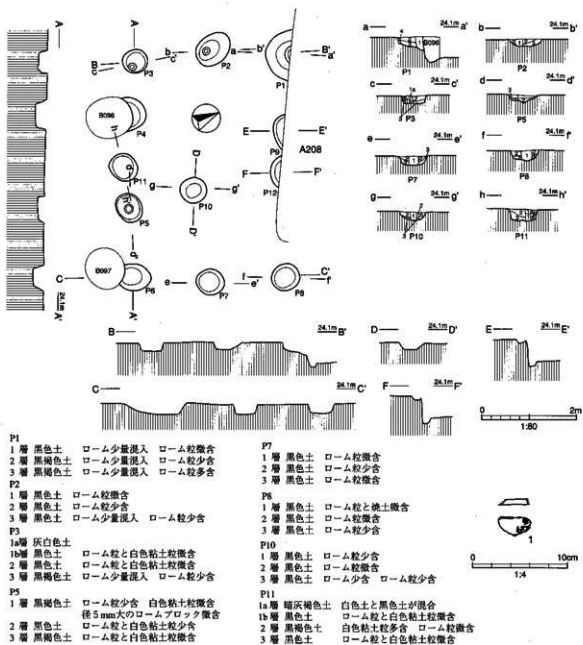 A
A
B
c
P3
c'
b
P2
a
b'
P1
B'
a'
B096
P4
P11
P5
P10
D
D'
g
g'
E
P9
E'
A208
F
F'
P12
C
B097
P6
d'
24.1m
A'
e
P7
e'
f
P8
C'
f'
a
24.1m a'
4
1
B096
P1
b
24.1m b'
P2
c
24.1m c'
P3
d
24.1m d'
P5
e
24.1m e'
P7
f
24.1m f'
P8
g
24.1m g'
P10
h
24.1m h'
P11
B
24.1m B'
D
24.1m D'
E
24.1m E'
C
24.1m C'
F
24.1m F'
0 2m
1:80
P1
1層 黒色土 ローム少量混入 ローム粒微含
2層 黒褐色土 ローム少量混入 ローム粒少含
3層 黒褐色土 ローム少量混入 ローム粒多含
P2
1層 黒色土 ローム粒微含
2層 黒色土 ローム粒少含
3層 黒色土 ローム少量混入 ローム粒少含
P3
1a層 灰白色土
1b層 黒色土 ローム粒と白色粘土粒微含
2層 黒色土 ローム粒と白色粘土粒微含
3層 黒褐色土 ローム少量混入 ローム粒少含
P5
1層 黒褐色土 ローム粒少含 白色粘土粒微含
径5mm大のロームブロック微含
2層 黒色土 ローム粒と白色粘土粒少含
3層 黒褐色土 ローム粒と白色粘土粒微含
P7
1層 黒色土 ローム粒微含
2層 黒色土 ローム粒少含
3層 黒色土 ローム粒微含
P8
1層 黒色土 ローム粒と焼土微含
2層 黒色土 ローム粒微含
3層 黒色土 ローム粒少含
P10
1層 黒色土 ローム粒少含
2層 黒色土 ローム粒微含
3層 黒色土 ローム少含 ローム粒少含
P11
1a層 暗灰褐色土 白色土と黒色土が混合
1b層 黒色土 ローム粒と白色粘土粒微含
2層 黒褐色土 白色粘土粒多含 ローム粒微含
3層 黒色土 ローム粒と白色粘土粒微含
1
0 10cm
1:4